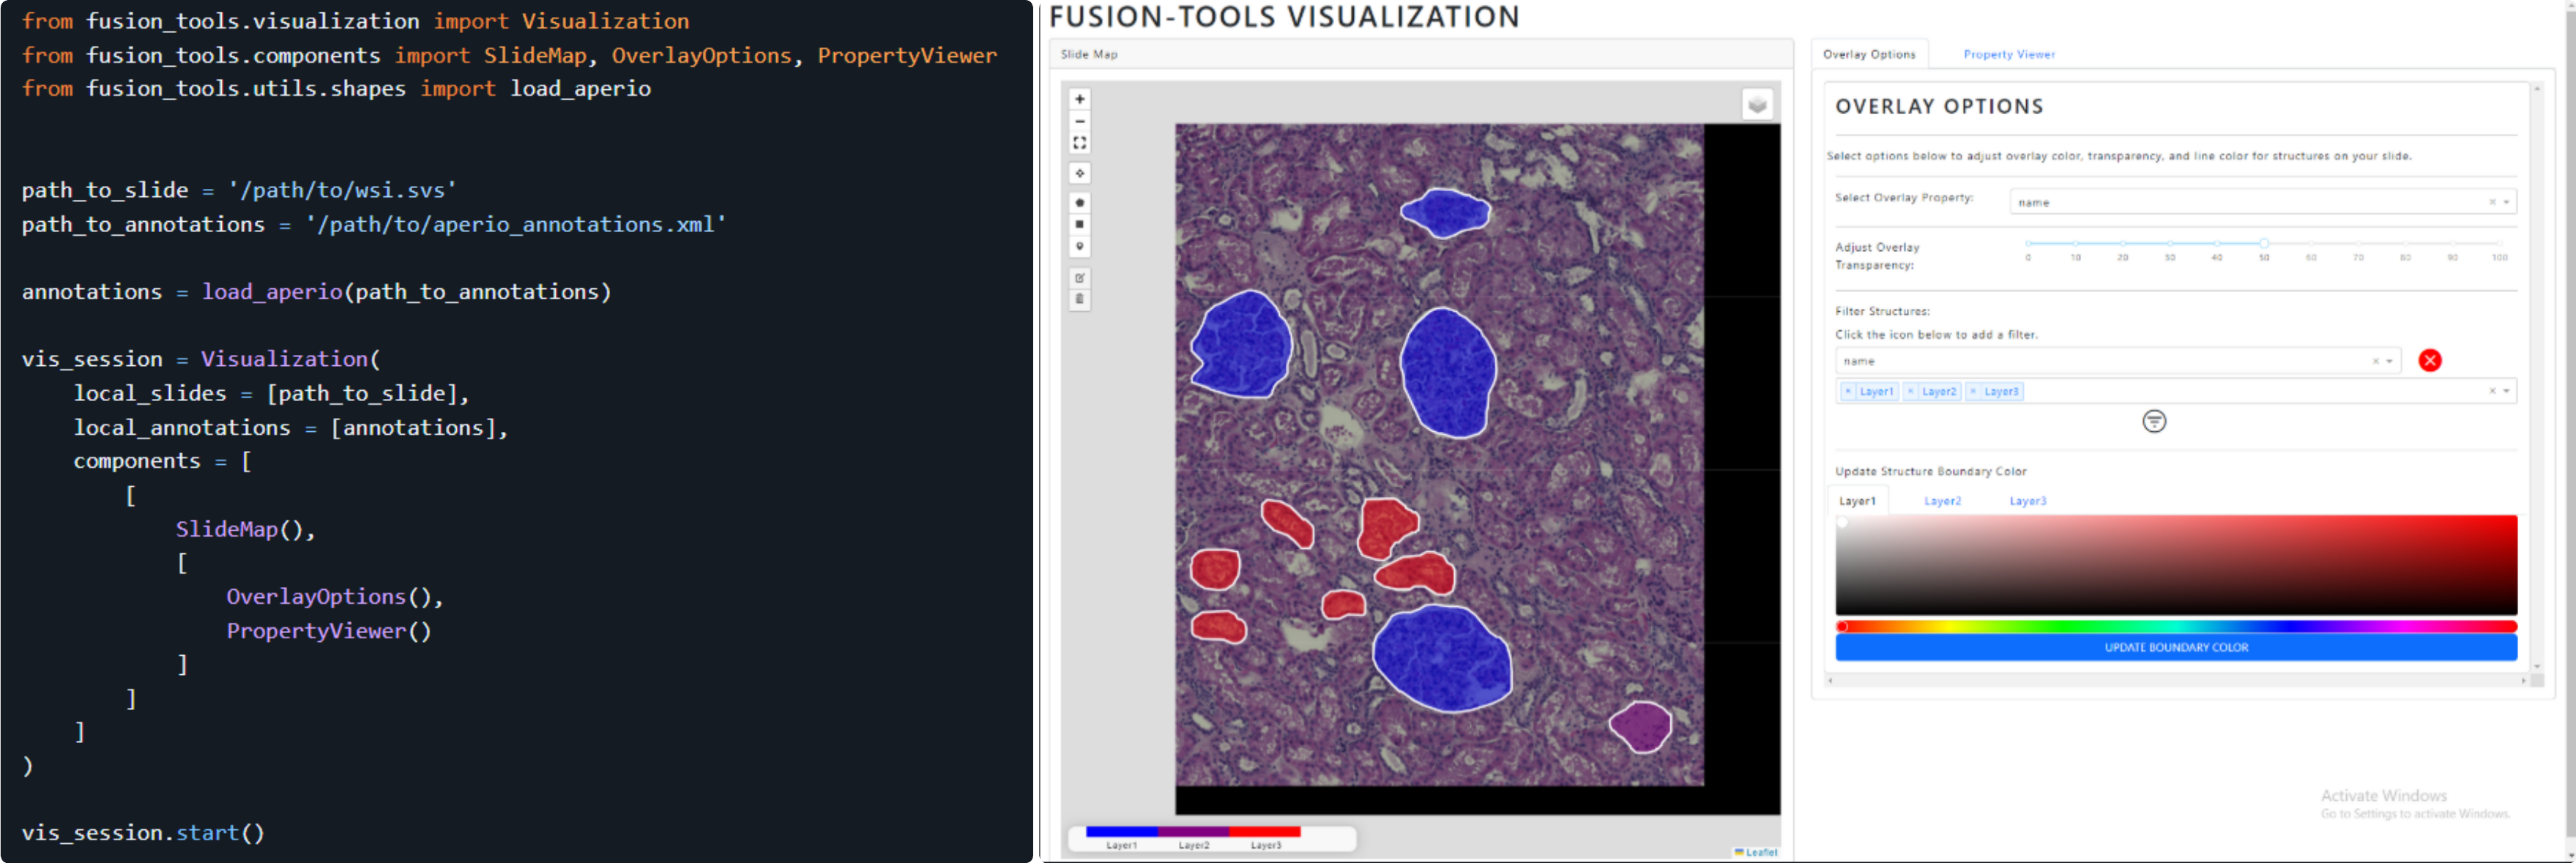 from fusion_tools.visualization import Visualization
from fusion_tools.components import SlideMap, OverlayOptions, PropertyViewer
from fusion_tools.utils.shapes import load_aperio
path_to_slide = '/path/to/wsi.svs'
path_to_annotations = '/path/to/aperio_annotations.xml'
annotations = load_aperio(path_to_annotations)
vis_session = Visualization(
local_slides = [path_to_slide],
local_annotations = [annotations],
components = [
[
SlideMap(),
[
OverlayOptions(),
PropertyViewer()
]
]
]
)
vis_session.start()
FUSION-TOOLS VISUALIZATION
Slide Map
+
−
Layer1 Layer2 Layer3
Leaflet
Overlay Options Property Viewer
OVERLAY OPTIONS
Select options below to adjust overlay color, transparency, and line color for structures on your slide.
Select Overlay Property: name × 
Adjust Overlay
Transparency:
0 10 20 30 40 50 60 70 80 90 100
Filter Structures:
Click the icon below to add a filter.
name ×
× Layer1 × Layer2 × Layer3 ×
Update Structure Boundary Color
Layer1 Layer2 Layer3
UPDATE BOUNDARY COLOR
Activate Windows
Go to Settings to activate Windows.